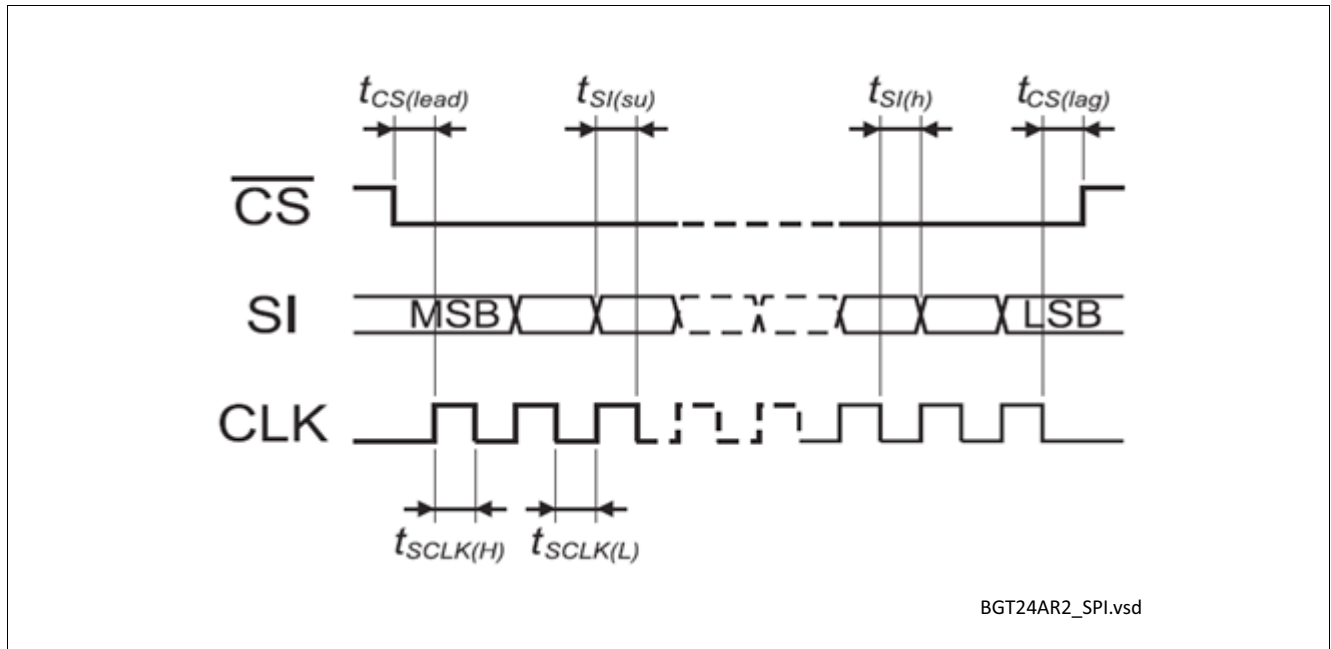 tCS(lead) tSI(su) tSI(h) tCS(lag)
CS
SI MSB LSB
CLK
tSCLK(H) tSCLK(L)
BGT24AR2_SPI.vsd